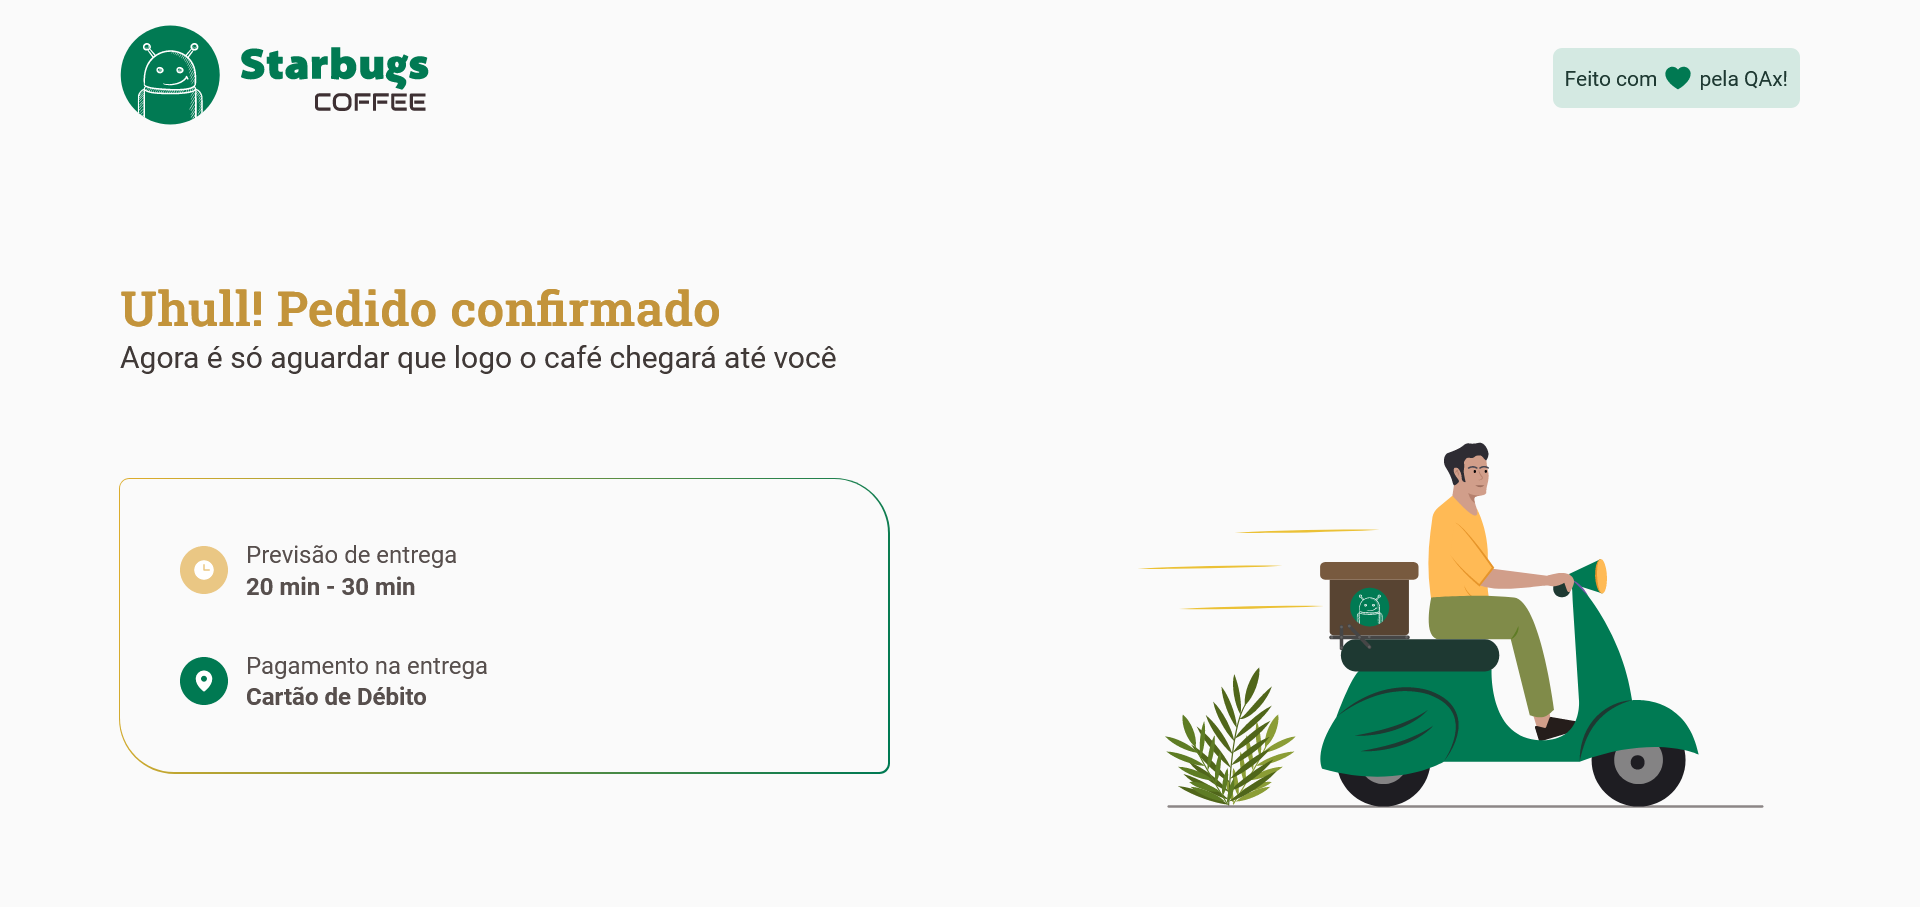 Starbugs
COFFEE
Feito com pela QAx!
Uhull! Pedido confirmado
Agora é só aguardar que logo o café chegará até você
Previsão de entrega
20 min - 30 min
Pagamento na entrega
Cartão de Débito